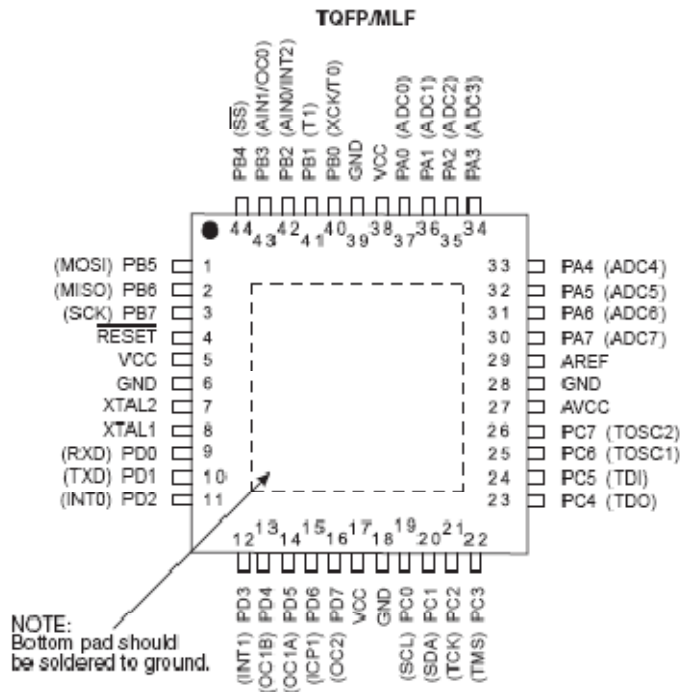 TQFP/MLF
PB4 (SS)
PB3 (AIN1/OC0)
PB2 (AIN0/INT2)
PB1 (T1)
PB0 (XCK/T0)
GND
VCC
PA0 (ADC0)
PA1 (ADC1)
PA2 (ADC2)
PA3 (ADC3)
44 43 42 41 40 39 38 37 36 35 34
(MOSI) PB5 1
(MISO) PB6 2
(SCK) PB7 3
RESET 4
VCC 5
GND 6
XTAL2 7
XTAL1 8
(RXD) PD0 9
(TXD) PD1 10
(INT0) PD2 11
33 PA4 (ADC4)
32 PA5 (ADC5)
31 PA6 (ADC6)
30 PA7 (ADC7)
29 AREF
28 GND
27 AVCC
26 PC7 (TOSC2)
25 PC6 (TOSC1)
24 PC5 (TDI)
23 PC4 (TDO)
12 13 14 15 16 17 18 19 20 21 22
(INT1) PD3
(OC1B) PD4
(OC1A) PD5
(ICP1) PD6
(OC2) PD7
VCC
GND
(SCL) PC0
(SDA) PC1
(TCK) PC2
(TMS) PC3
NOTE:
Bottom pad should
be soldered to ground.